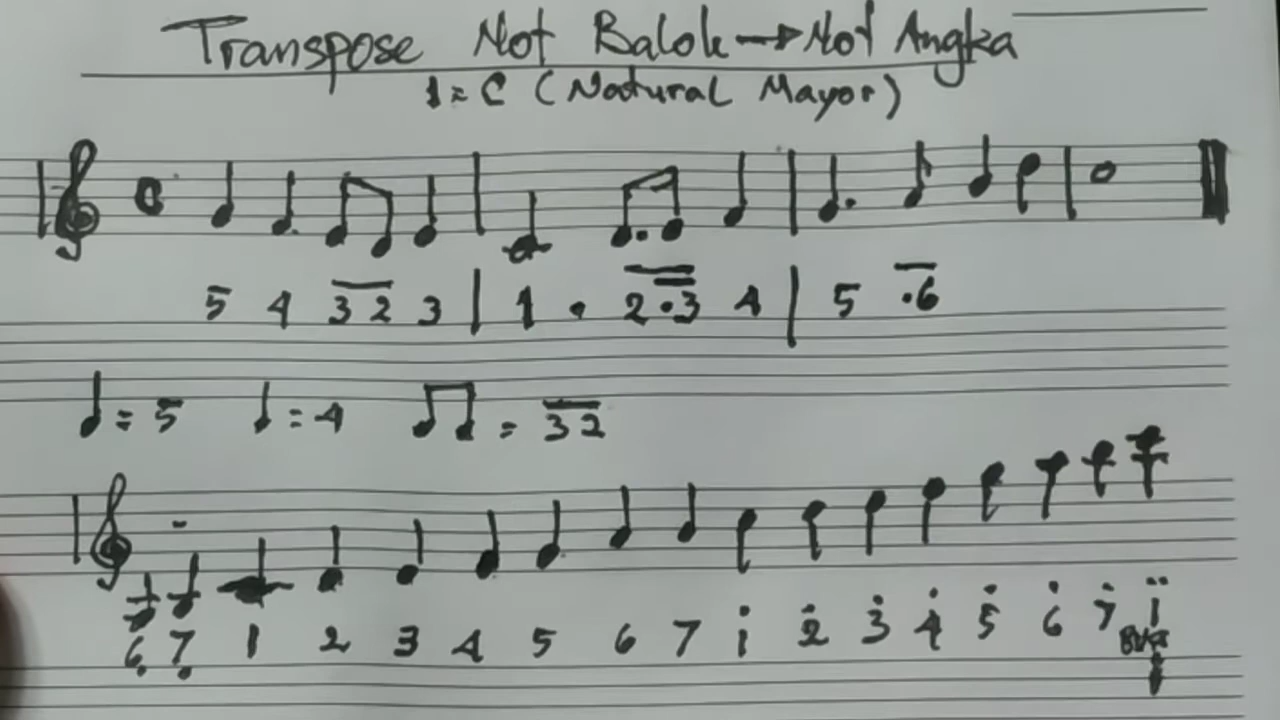 Transpose Not Balok → Not Angka
1 = C (Natural Mayor)
5 4 3 2 3 | 1 . 2 . 3 4 | 5 . 6
= 5 = 4 = 3 2
6̣ 7̣ 1 2 3 4 5 6 7 1̇ 2̇ 3̇ 4̇ 5̇ 6̇ 7̇ 1̈